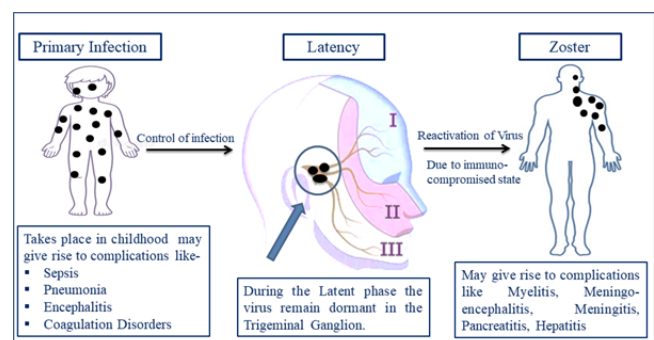 Primary Infection
Latency
Zoster
Control of infection
I
II
III
Reactivation of Virus
Due to immuno-
compromised state
Takes place in childhood may
give rise to complications like-
▪ Sepsis
▪ Pneumonia
▪ Encephalitis
▪ Coagulation Disorders
During the Latent phase the
virus remain dormant in the
Trigeminal Ganglion.
May give rise to complications
like Myelitis, Meningo-
encephalitis, Meningitis,
Pancreatitis, Hepatitis